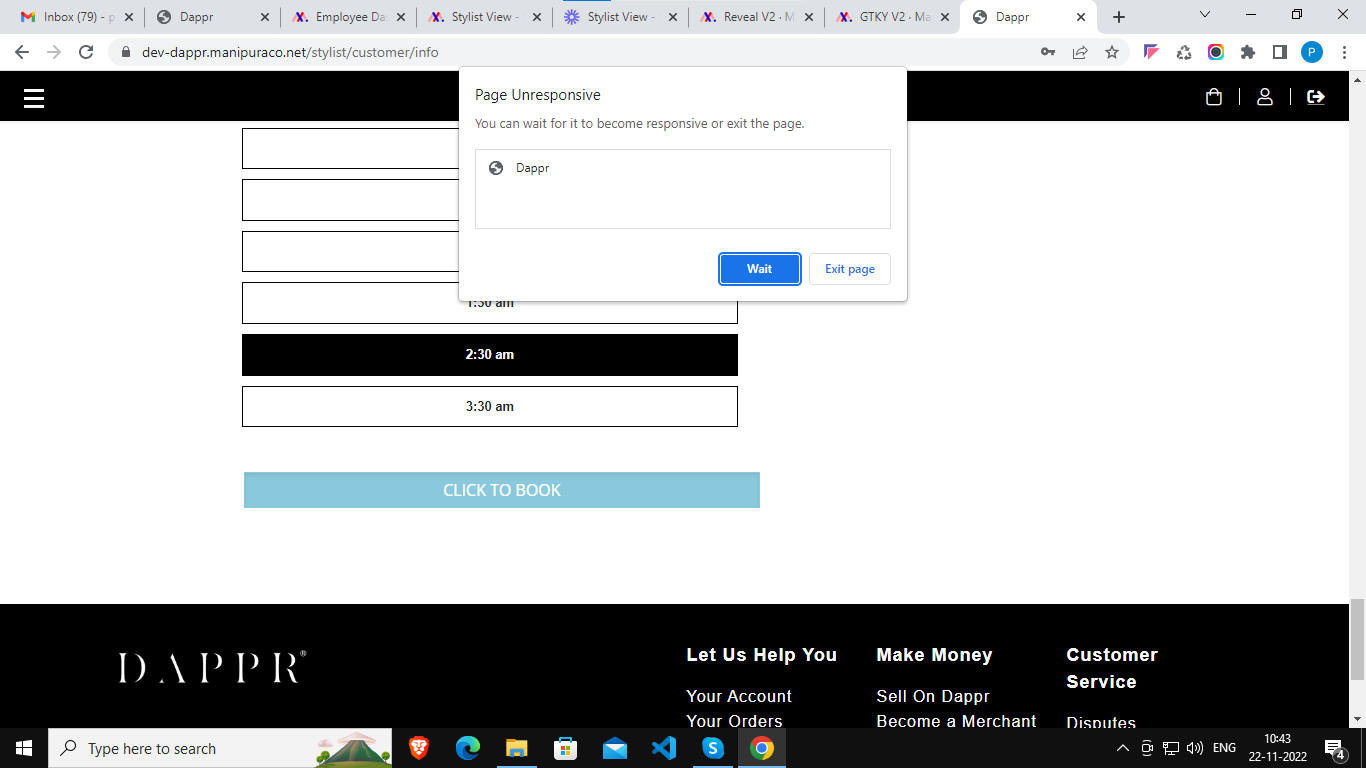 Inbox (79) - p
Dappr
Employee Da
Stylist View -
Stylist View -
Reveal V2 · M
GTKY V2 · Ma
Dappr
dev-dappr.manipuraco.net/stylist/customer/info
P
Page Unresponsive
You can wait for it to become responsive or exit the page.
Dappr
Wait
Exit page
1:30 am
2:30 am
3:30 am
CLICK TO BOOK
DAPPR®
Let Us Help You
Your Account
Your Orders
Make Money
Sell On Dappr
Become a Merchant
Customer
Service
Disputes
Type here to search
ENG
10:43
22-11-2022
4